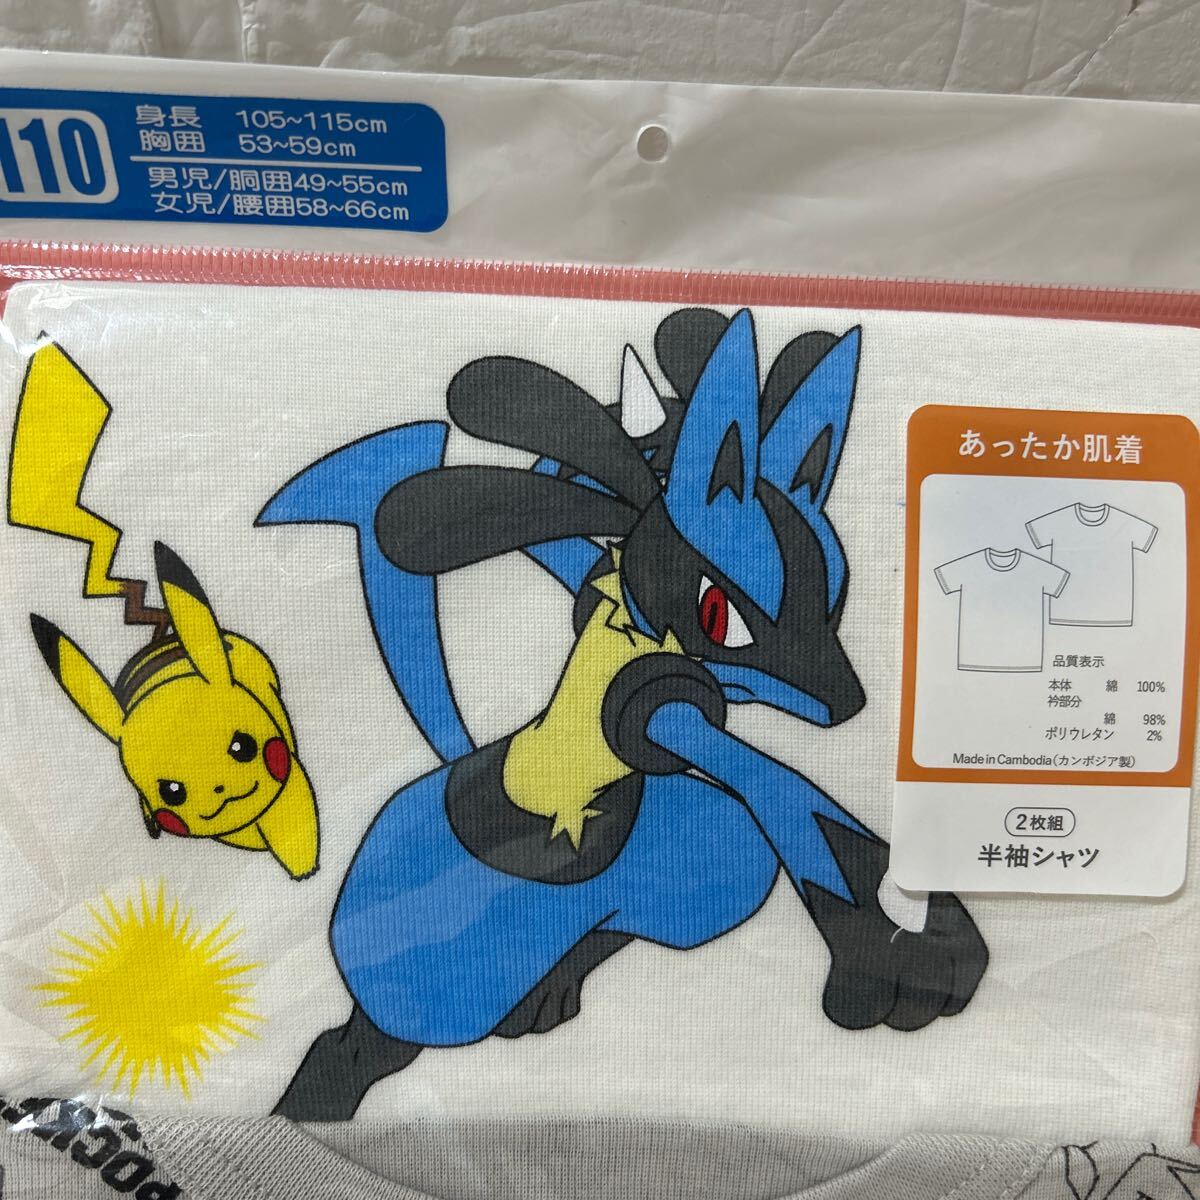 110
身長 105~115cm
胸囲 53~59cm
男児/胴囲49~55cm
女児/腰囲58~66cm
あったか肌着
品質表示
本体 綿 100%
衿部分
綿 98%
ポリウレタン 2%
Made in Cambodia(カンボジア製)
2枚組
半袖シャツ